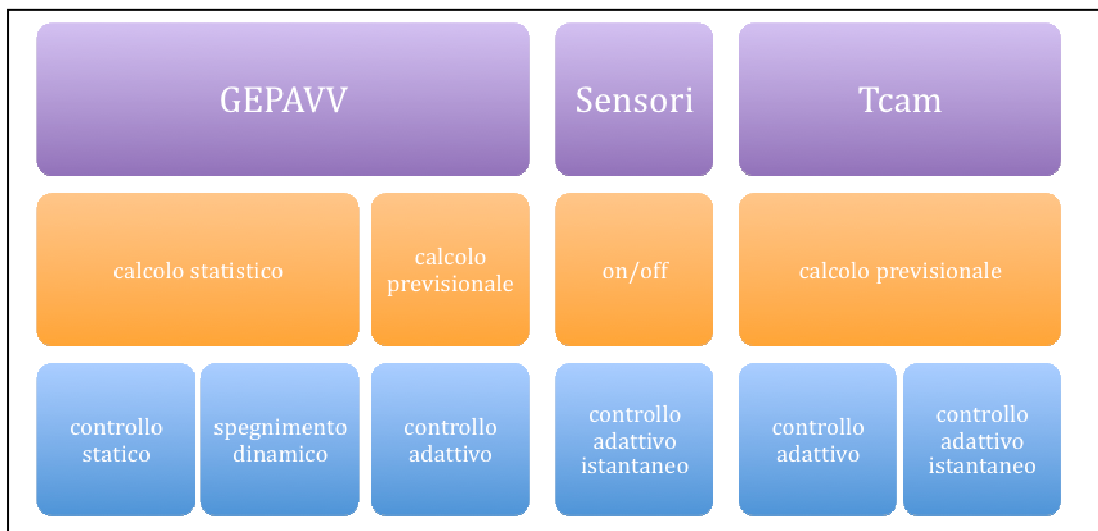 GEPAVV
Sensori
Tcam
calcolo statistico
calcolo
previsionale
on/off
calcolo previsionale
controllo
statico
spegnimento
dinamico
controllo
adattivo
controllo
adattivo
istantaneo
controllo
adattivo
controllo
adattivo
istantaneo